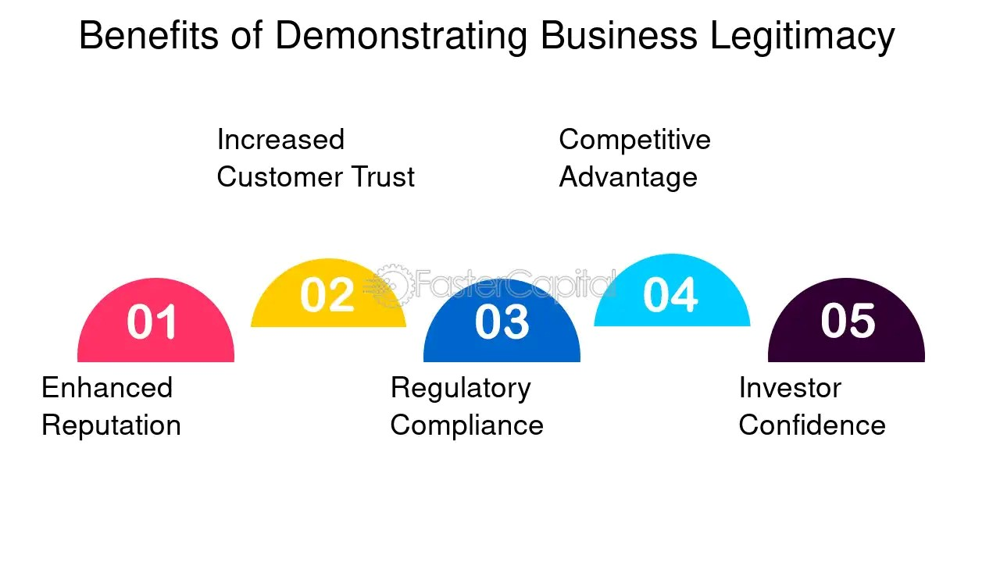 Benefits of Demonstrating Business Legitimacy
Increased
Customer Trust
Competitive
Advantage
01
02
FasterCapital
03
04
05
Enhanced
Reputation
Regulatory
Compliance
Investor
Confidence